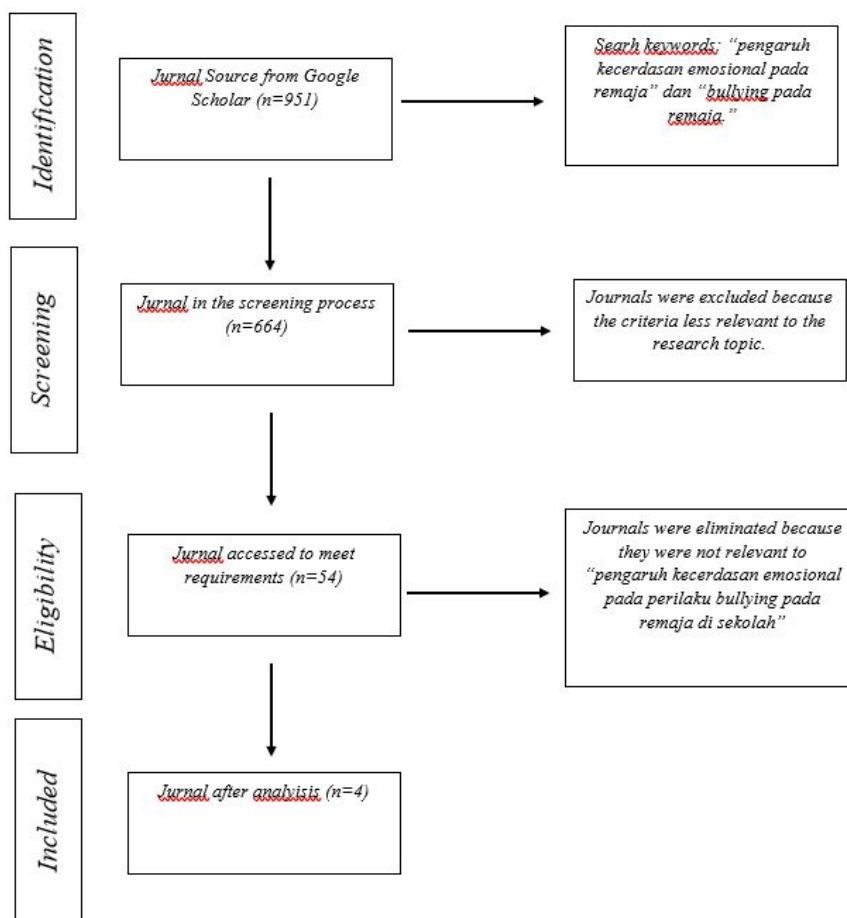 Identification
Jurnal Source from Google
Scholar (n=951)
Searh keywords: “pengaruh
kecerdasan emosional pada
remaja” dan “bullying pada
remaja.”
Screening
Jurnal in the screening process
(n=664)
Journals were excluded because
the criteria less relevant to the
research topic.
Eligibility
Jurnal accessed to meet
requirements (n=54)
Journals were eliminated because
they were not relevant to
“pengaruh kecerdasan emosional
pada perilaku bullying pada
remaja di sekolah”
Included
Jurnal after analyisis (n=4)